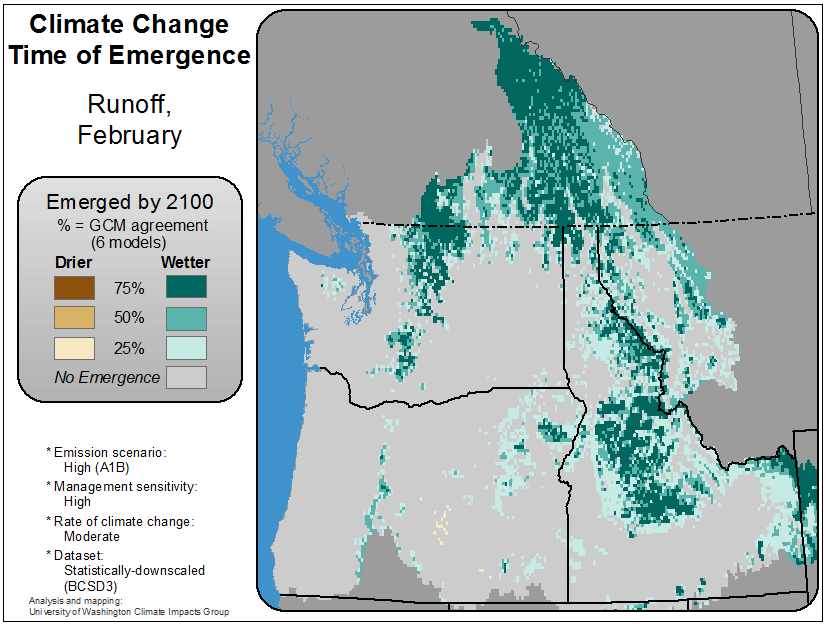 Climate Change
Time of Emergence
Runoff,
February
Emerged by 2100
% = GCM agreement
(6 models)
Drier Wetter
75%
50%
25%
No Emergence
* Emission scenario:
High (A1B)
* Management sensitivity:
High
* Rate of climate change:
Moderate
* Dataset:
Statistically-downscaled
(BCSD3)
Analysis and mapping:
University of Washington Climate Impacts Group